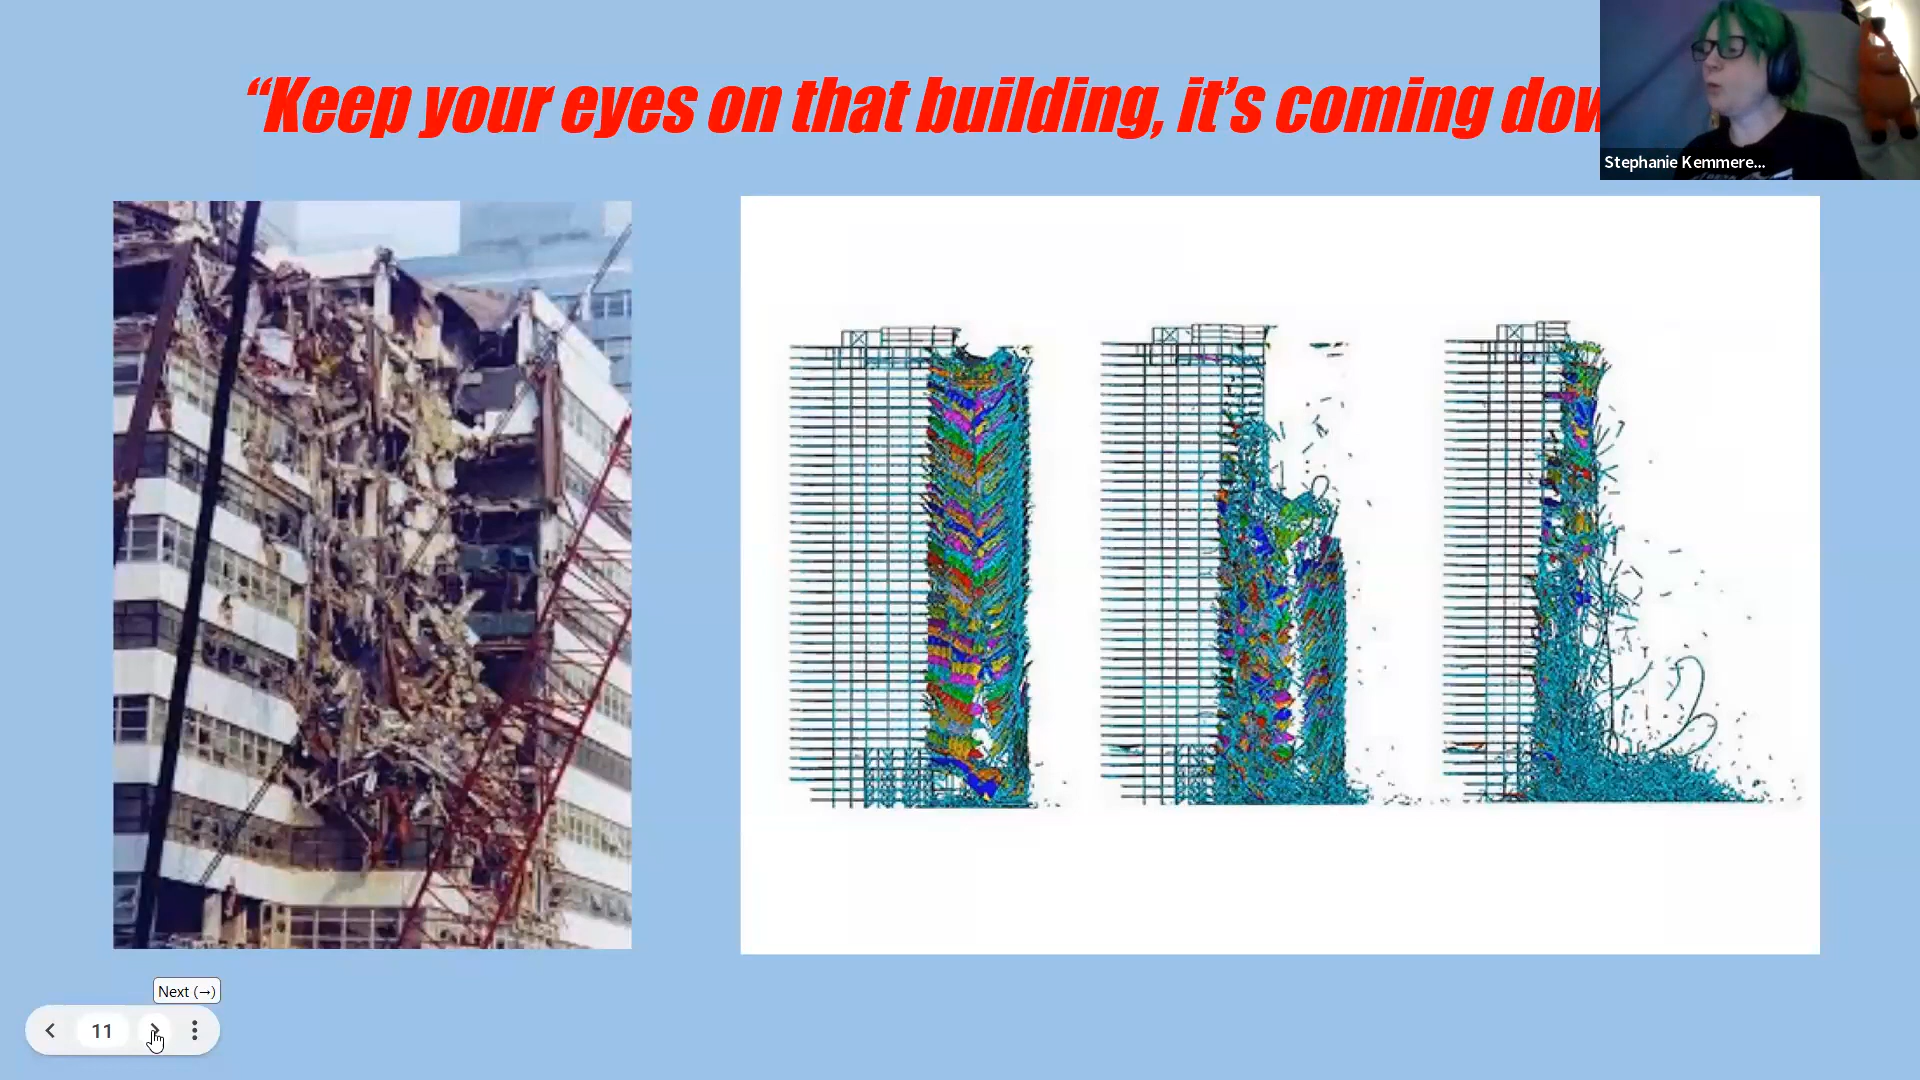 “Keep your eyes on that building, it’s coming dow
Stephanie Kemmere...
Next (→)
11